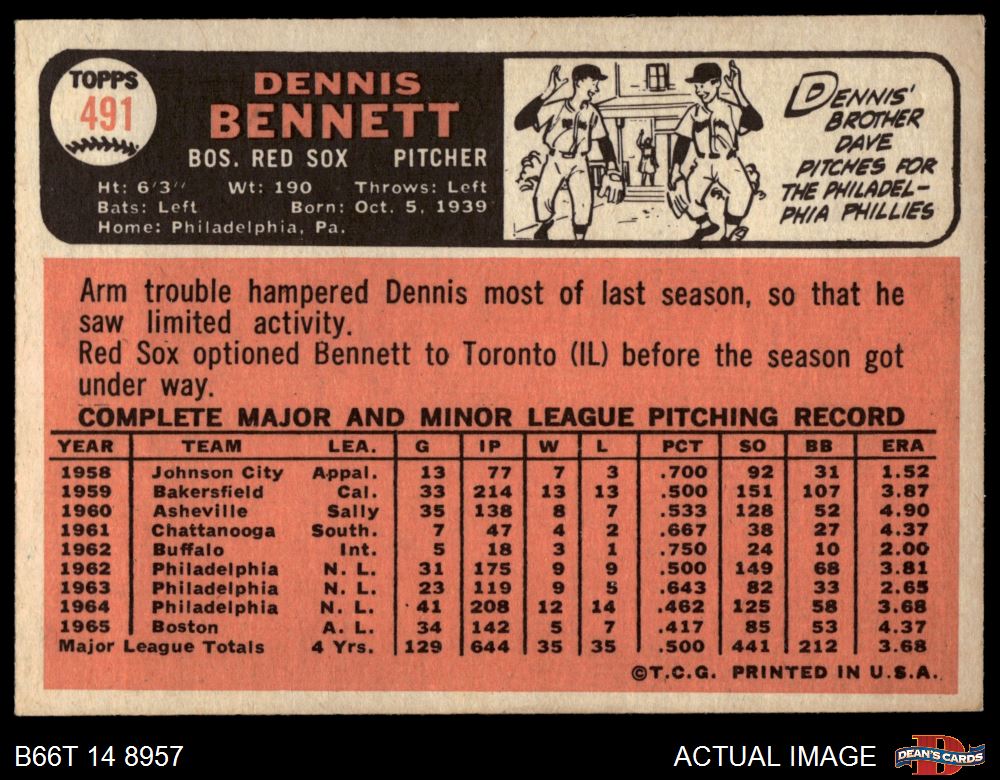 TOPPS
491
DENNIS
BENNETT
BOS. RED SOX PITCHER
Ht: 6'3" Wt: 190 Throws: Left
Bats: Left Born: Oct. 5, 1939
Home: Philadelphia, Pa.
DENNIS'
BROTHER
DAVE
PITCHES FOR
THE PHILADEL-
PHIA PHILLIES
Arm trouble hampered Dennis most of last season, so that he
saw limited activity.
Red Sox optioned Bennett to Toronto (IL) before the season got
under way.
COMPLETE MAJOR AND MINOR LEAGUE PITCHING RECORD
YEAR TEAM LEA. G IP W L PCT SO BB ERA
1958 Johnson City Appal. 13 77 7 3 .700 92 31 1.52
1959 Bakersfield Cal. 33 214 13 13 .500 151 107 3.87
1960 Asheville Sally 35 138 8 7 .533 128 52 4.90
1961 Chattanooga South. 7 47 4 2 .667 38 27 4.37
1962 Buffalo Int. 5 18 3 1 .750 24 10 2.00
1962 Philadelphia N. L. 31 175 9 9 .500 149 68 3.81
1963 Philadelphia N. L. 23 119 9 5 .643 82 33 2.65
1964 Philadelphia N. L. 41 208 12 14 .462 125 58 3.68
1965 Boston A. L. 34 142 5 7 .417 85 53 4.37
Major League Totals 4 Yrs. 129 644 35 35 .500 441 212 3.68
©T.C.G. PRINTED IN U.S.A.
B66T 14 8957
ACTUAL IMAGE
DEAN'S CARDS